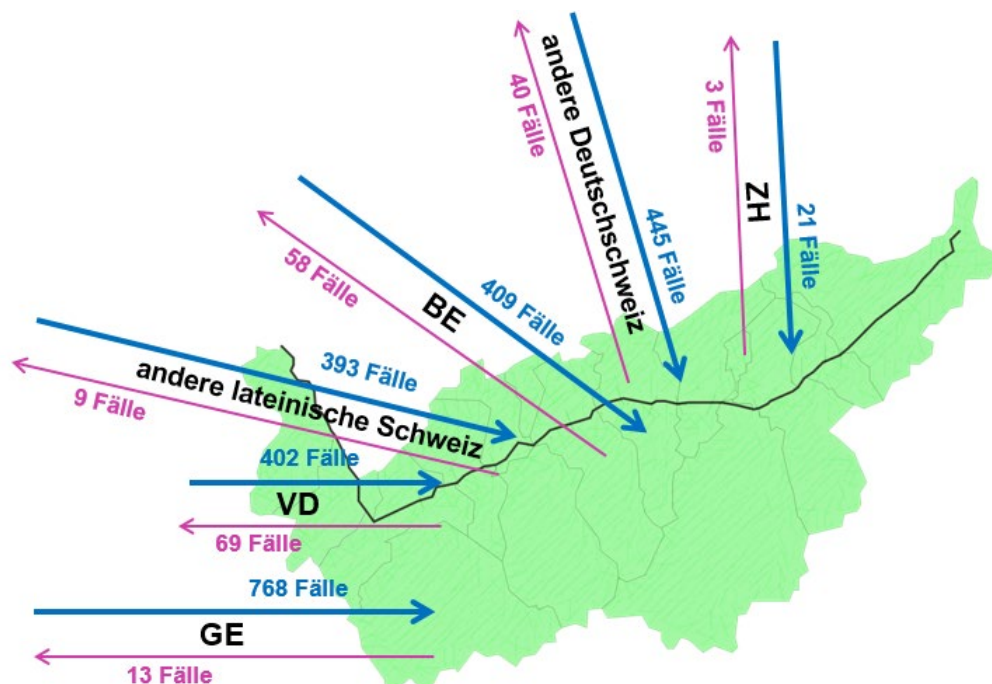 40 Fälle
andere Deutschschweiz
445 Fälle
3 Fälle
ZH
21 Fälle
58 Fälle
BE
409 Fälle
393 Fälle
andere lateinische Schweiz
9 Fälle
402 Fälle
VD
69 Fälle
768 Fälle
GE
13 Fälle